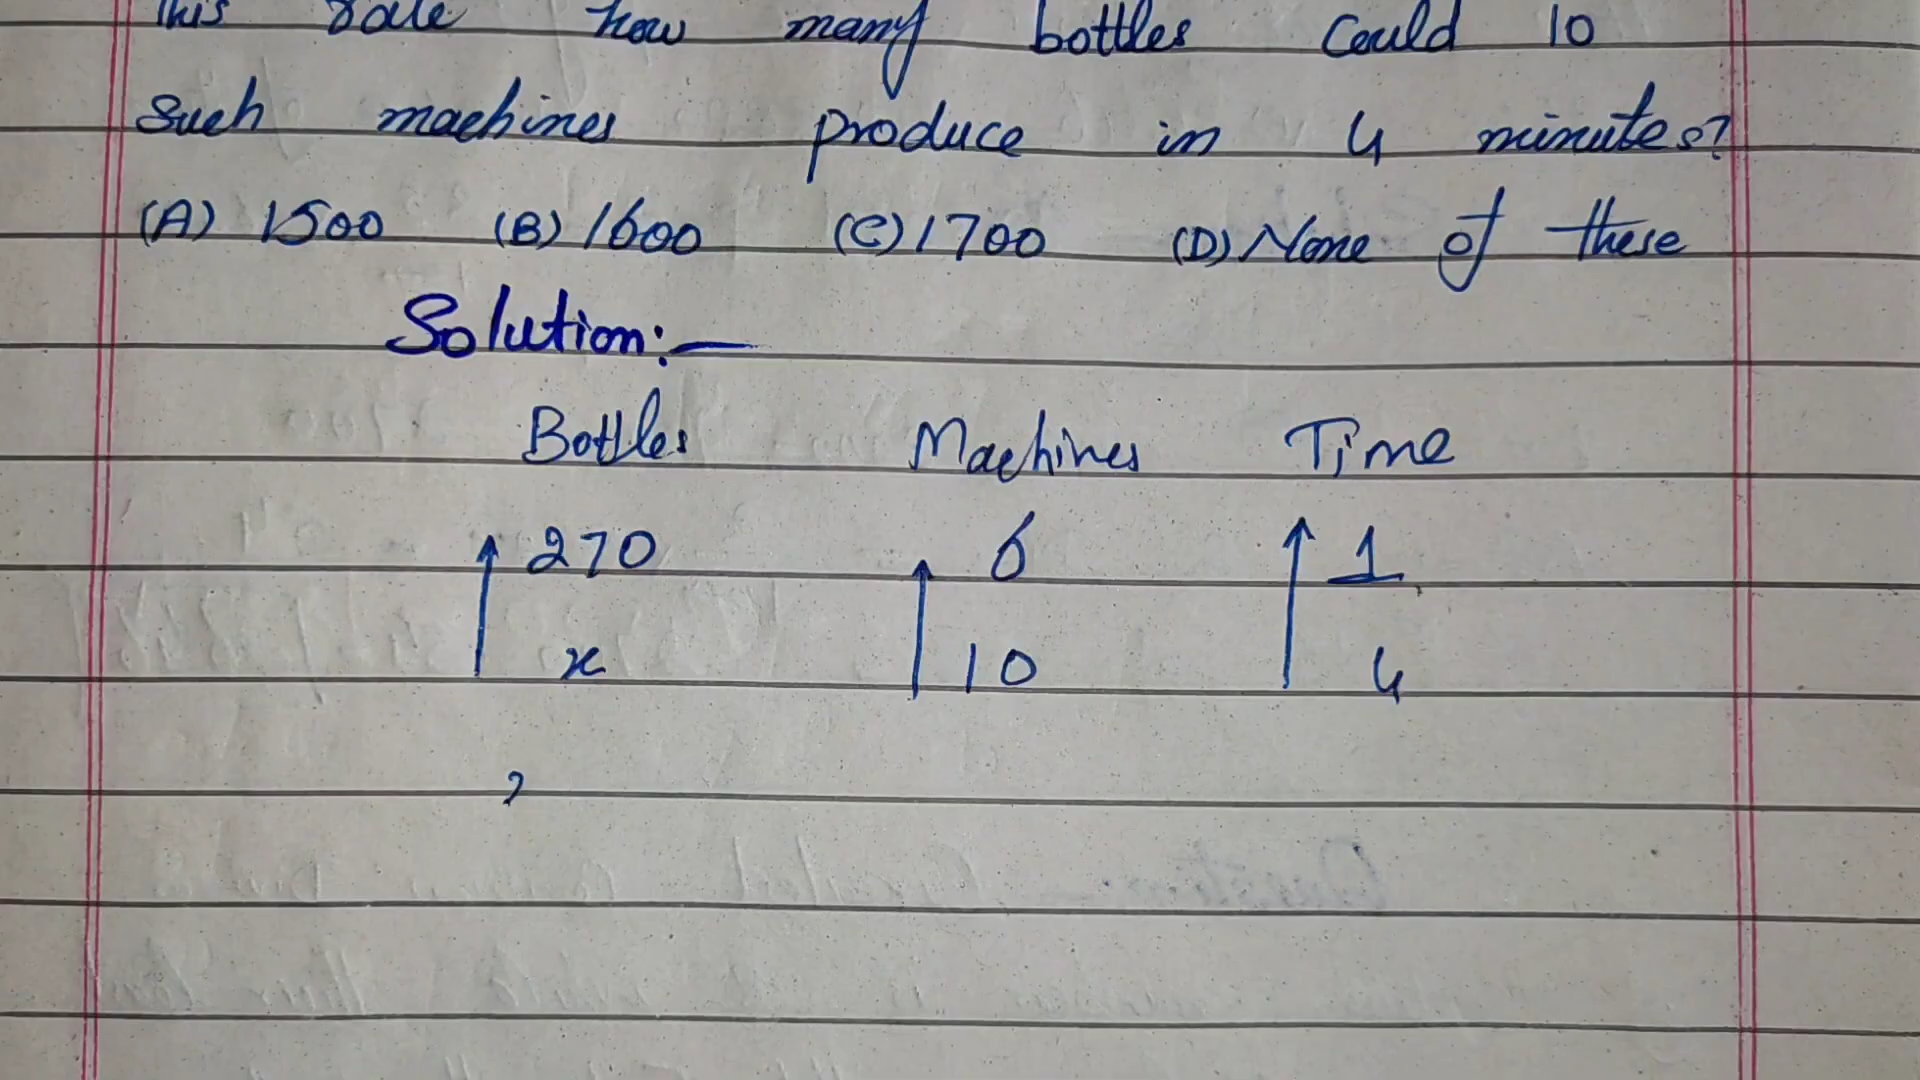 This rate how many bottles could 10
such machines produce in 4 minutes?
(A) 1500 (B) 1600 (C) 1700 (D) None of these
Solution:-
Bottles Machines Time
270 6 1
x 10 4